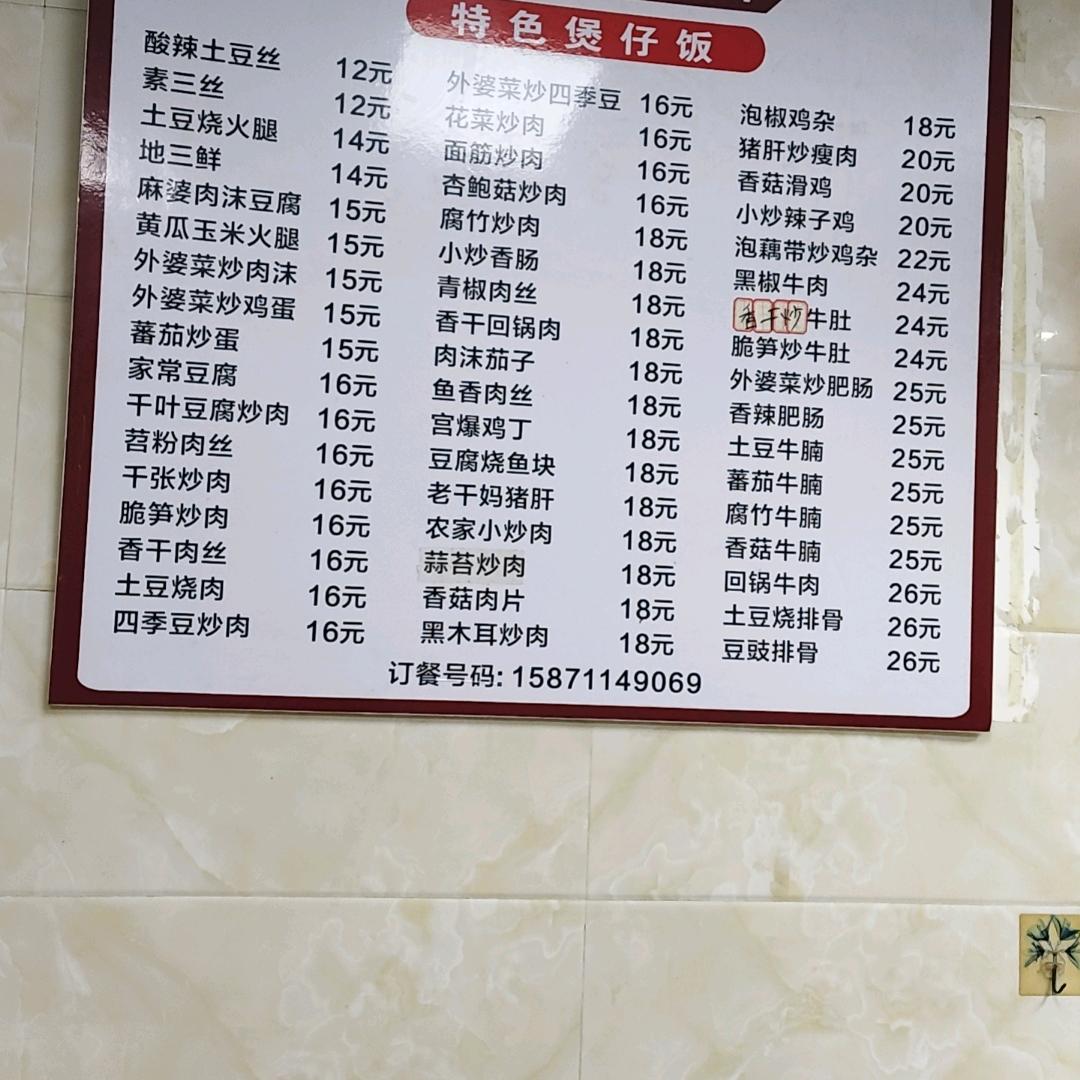 特色煲仔饭
酸辣土豆丝 12元
素三丝 12元
土豆烧火腿 14元
地三鲜 14元
麻婆肉沫豆腐 15元
黄瓜玉米火腿 15元
外婆菜炒肉沫 15元
外婆菜炒鸡蛋 15元
蕃茄炒蛋 15元
家常豆腐 16元
千叶豆腐炒肉 16元
苕粉肉丝 16元
干张炒肉 16元
脆笋炒肉 16元
香干肉丝 16元
土豆烧肉 16元
四季豆炒肉 16元
外婆菜炒四季豆 16元
花菜炒肉 16元
面筋炒肉 16元
杏鲍菇炒肉 16元
腐竹炒肉 18元
小炒香肠 18元
青椒肉丝 18元
香干回锅肉 18元
肉沫茄子 18元
鱼香肉丝 18元
宫爆鸡丁 18元
豆腐烧鱼块 18元
老干妈猪肝 18元
农家小炒肉 18元
蒜苔炒肉 18元
香菇肉片 18元
黑木耳炒肉 18元
泡椒鸡杂 18元
猪肝炒瘦肉 20元
香菇滑鸡 20元
小炒辣子鸡 20元
泡藕带炒鸡杂 22元
黑椒牛肉 24元
香干炒牛肚 24元
脆笋炒牛肚 24元
外婆菜炒肥肠 25元
香辣肥肠 25元
土豆牛腩 25元
蕃茄牛腩 25元
腐竹牛腩 25元
香菇牛腩 25元
回锅牛肉 26元
土豆烧排骨 26元
豆豉排骨 26元
订餐号码: 15871149069